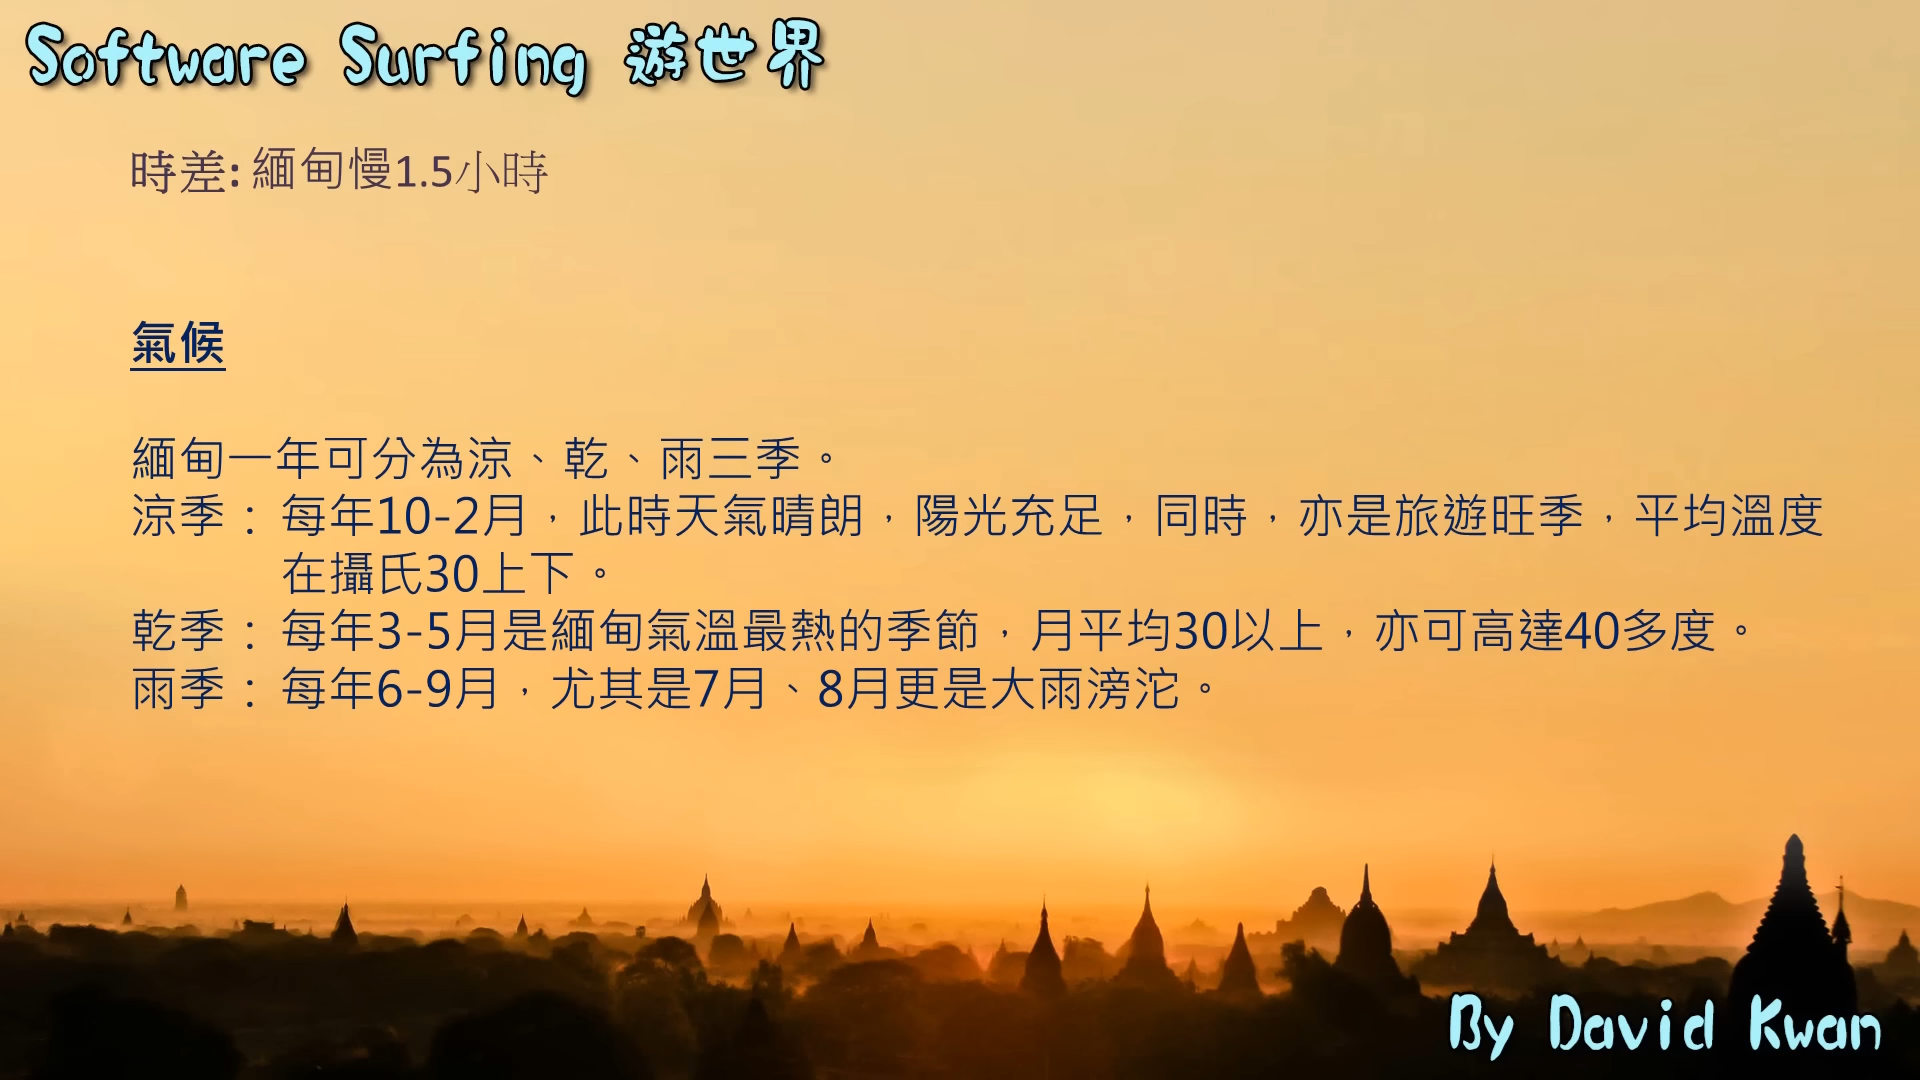 Software Surfing 遊世界
時差: 緬甸慢1.5小時
氣候
緬甸一年可分為涼、乾、雨三季。
涼季：每年10-2月，此時天氣晴朗，陽光充足，同時，亦是旅遊旺季，平均溫度
在攝氏30上下。
乾季：每年3-5月是緬甸氣溫最熱的季節，月平均30以上，亦可高達40多度。
雨季：每年6-9月，尤其是7月、8月更是大雨滂沱。
By David Kwan